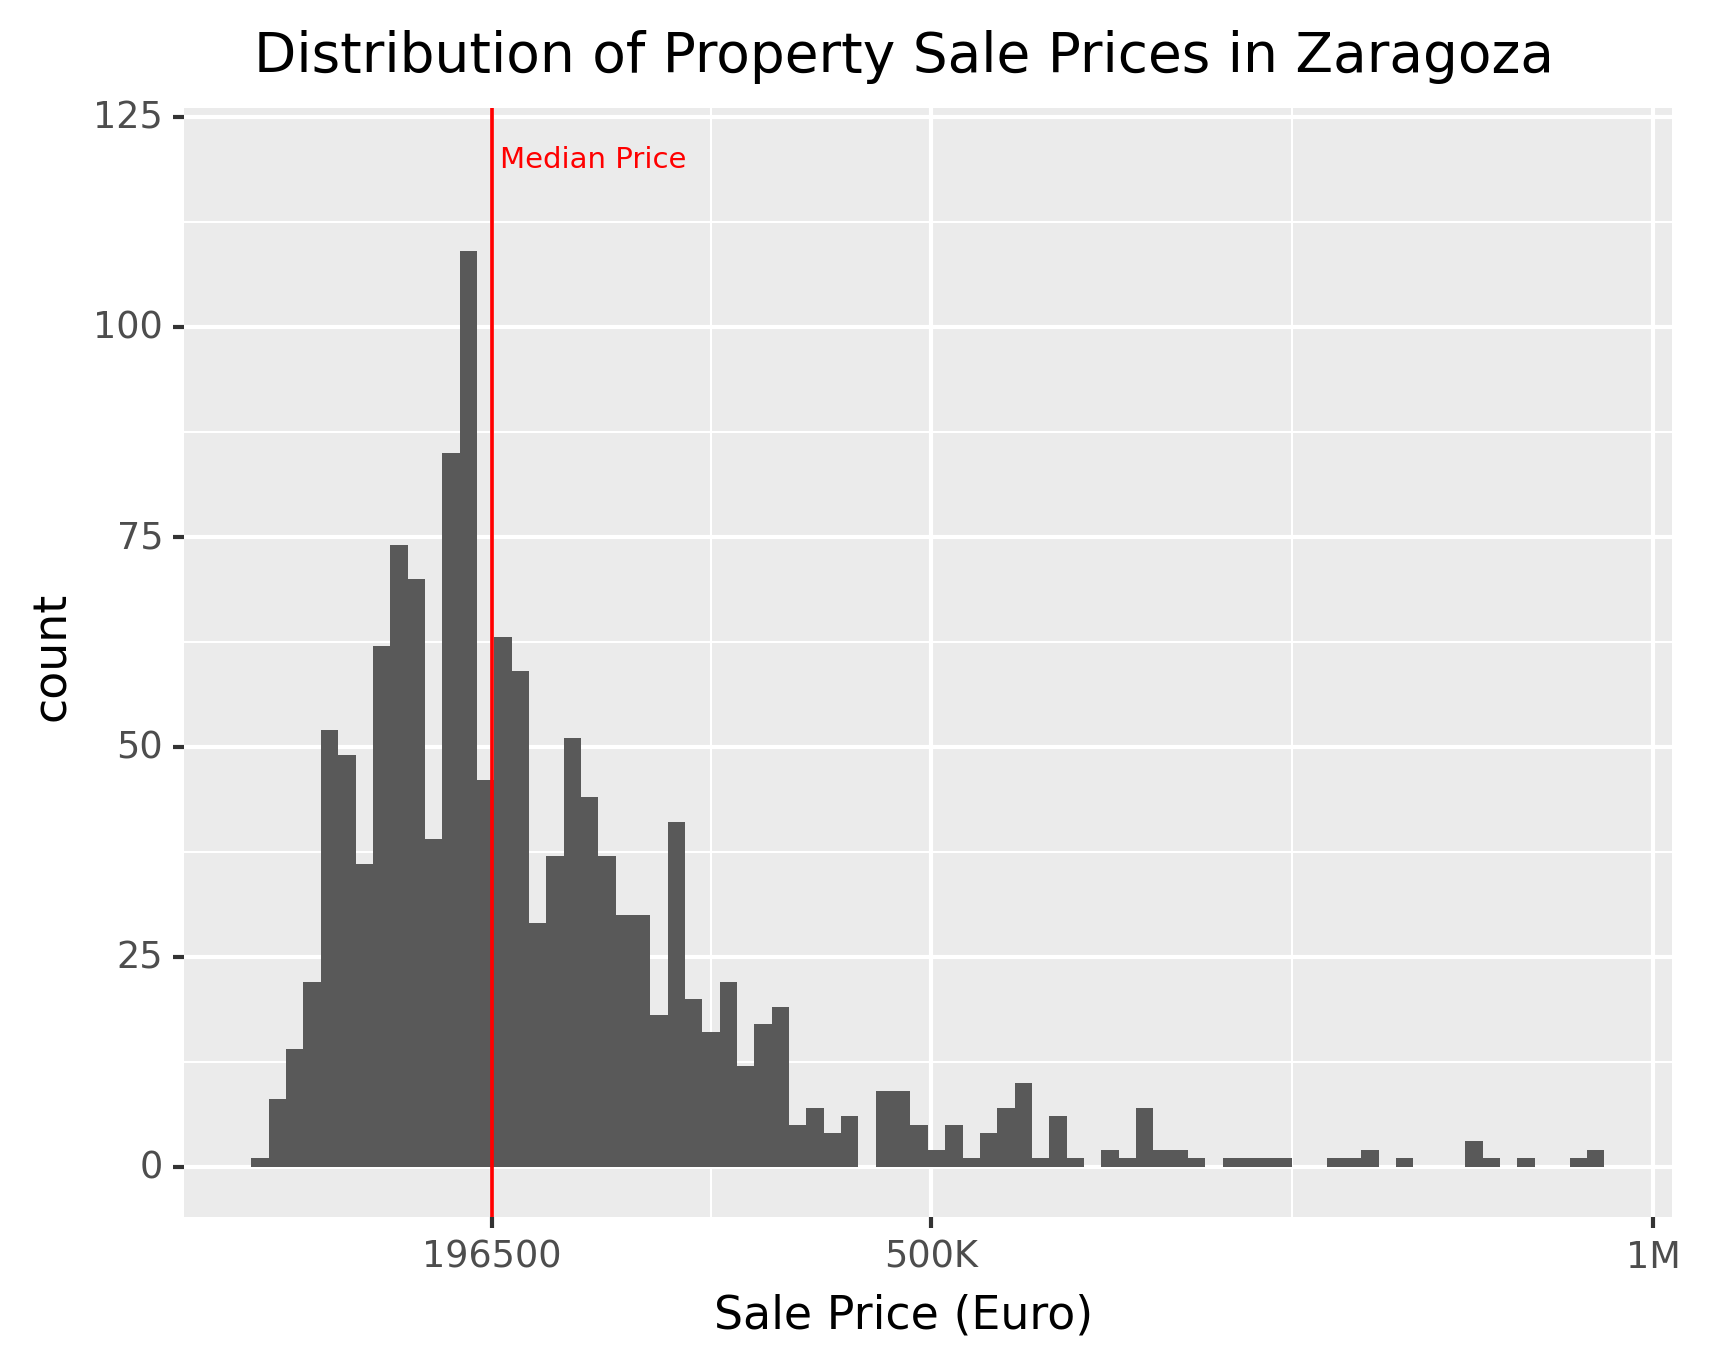 Distribution of Property Sale Prices in Zaragoza
125
Median Price
100
75
50
25
0
count
196500
500K
1M
Sale Price (Euro)